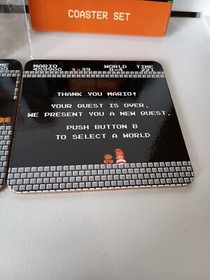 COASTER SET
MARIO WORLD TIME
THANK YOU MARIO!
YOUR QUEST IS OVER.
WE PRESENT YOU A NEW QUEST.
PUSH BUTTON B
TO SELECT A WORLD